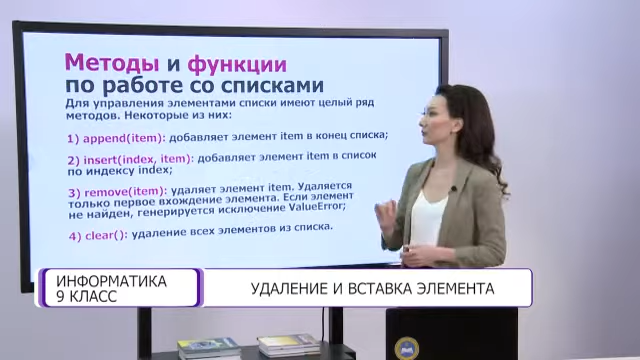 Методы и функции
по работе со списками
Для управления элементами списки имеют целый ряд
методов. Некоторые из них:
1) append(item): добавляет элемент item в конец списка;
2) insert(index, item): добавляет элемент item в список
по индексу index;
3) remove(item): удаляет элемент item. Удаляется
только первое вхождение элемента. Если элемент
не найден, генерируется исключение ValueError;
4) clear(): удаление всех элементов из списка.
ИНФОРМАТИКА
9 КЛАСС
УДАЛЕНИЕ И ВСТАВКА ЭЛЕМЕНТА